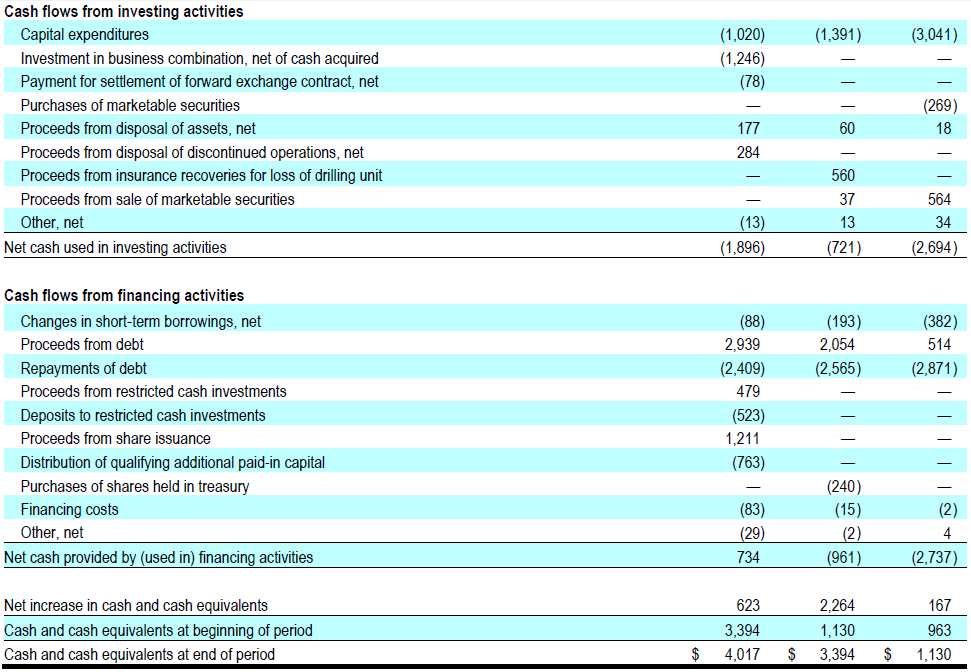 Cash flows from investing activities
Capital expenditures (1,020) (1,391) (3,041)
Investment in business combination, net of cash acquired (1,246) — —
Payment for settlement of forward exchange contract, net (78) — —
Purchases of marketable securities — — (269)
Proceeds from disposal of assets, net 177 60 18
Proceeds from disposal of discontinued operations, net 284 — —
Proceeds from insurance recoveries for loss of drilling unit — 560 —
Proceeds from sale of marketable securities — 37 564
Other, net (13) 13 34
Net cash used in investing activities (1,896) (721) (2,694)
Cash flows from financing activities
Changes in short-term borrowings, net (88) (193) (382)
Proceeds from debt 2,939 2,054 514
Repayments of debt (2,409) (2,565) (2,871)
Proceeds from restricted cash investments 479 — —
Deposits to restricted cash investments (523) — —
Proceeds from share issuance 1,211 — —
Distribution of qualifying additional paid-in capital (763) — —
Purchases of shares held in treasury — (240) —
Financing costs (83) (15) (2)
Other, net (29) (2) 4
Net cash provided by (used in) financing activities 734 (961) (2,737)
Net increase in cash and cash equivalents 623 2,264 167
Cash and cash equivalents at beginning of period 3,394 1,130 963
Cash and cash equivalents at end of period $ 4,017 $ 3,394 $ 1,130